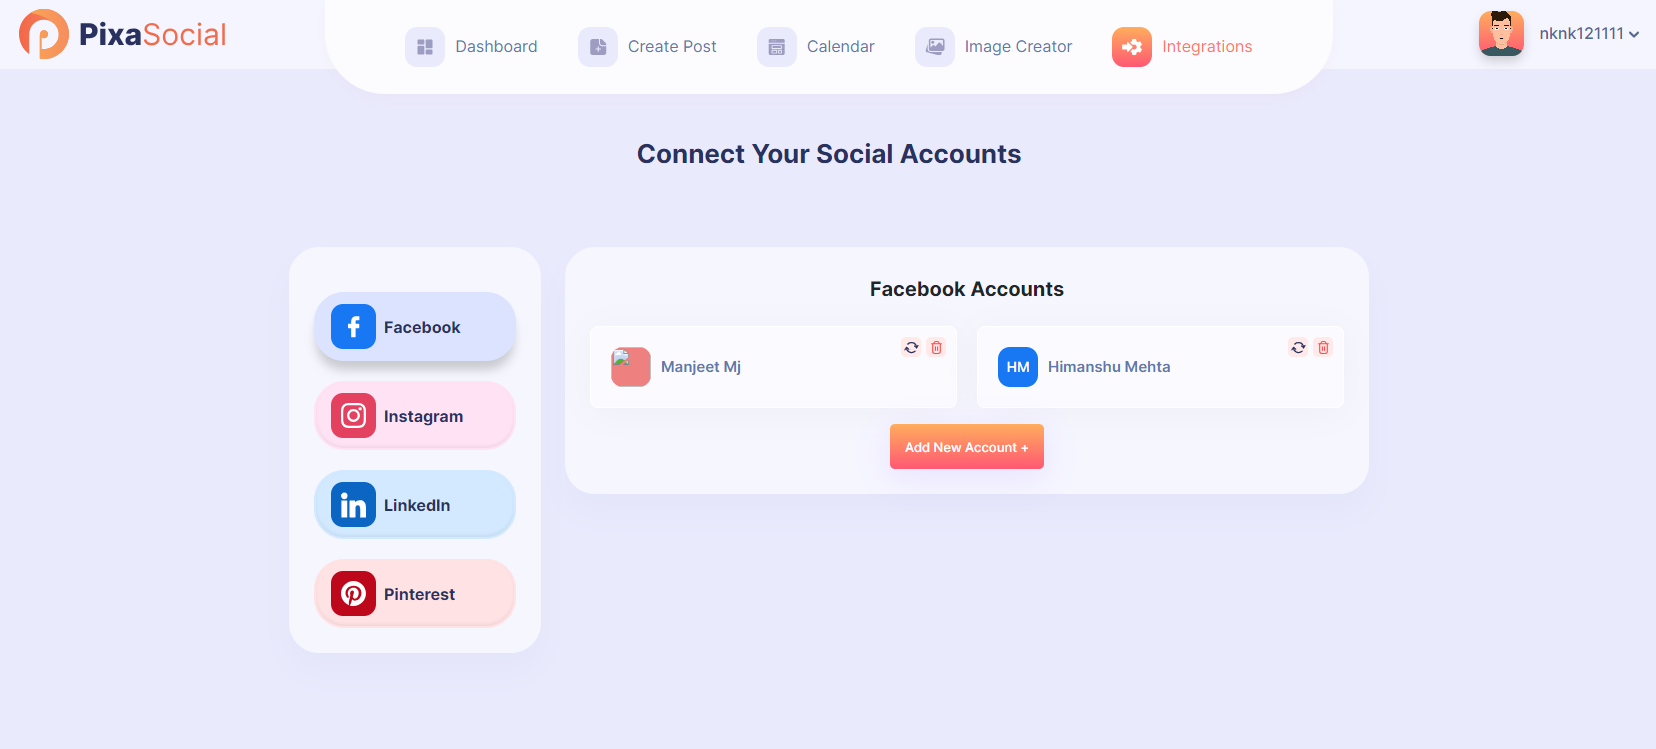 PixaSocial
Dashboard
Create Post
Calendar
Image Creator
Integrations
nknk121111
Connect Your Social Accounts
Facebook
Instagram
LinkedIn
Pinterest
Facebook Accounts
Manjeet Mj
HM
Himanshu Mehta
Add New Account +